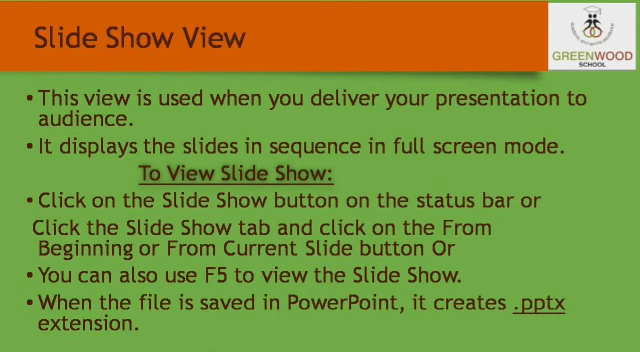 Slide Show View
GREENWOOD
SCHOOL
• This view is used when you deliver your presentation to
audience.
• It displays the slides in sequence in full screen mode.
To View Slide Show:
• Click on the Slide Show button on the status bar or
Click the Slide Show tab and click on the From
Beginning or From Current Slide button Or
• You can also use F5 to view the Slide Show.
• When the file is saved in PowerPoint, it creates .pptx
extension.